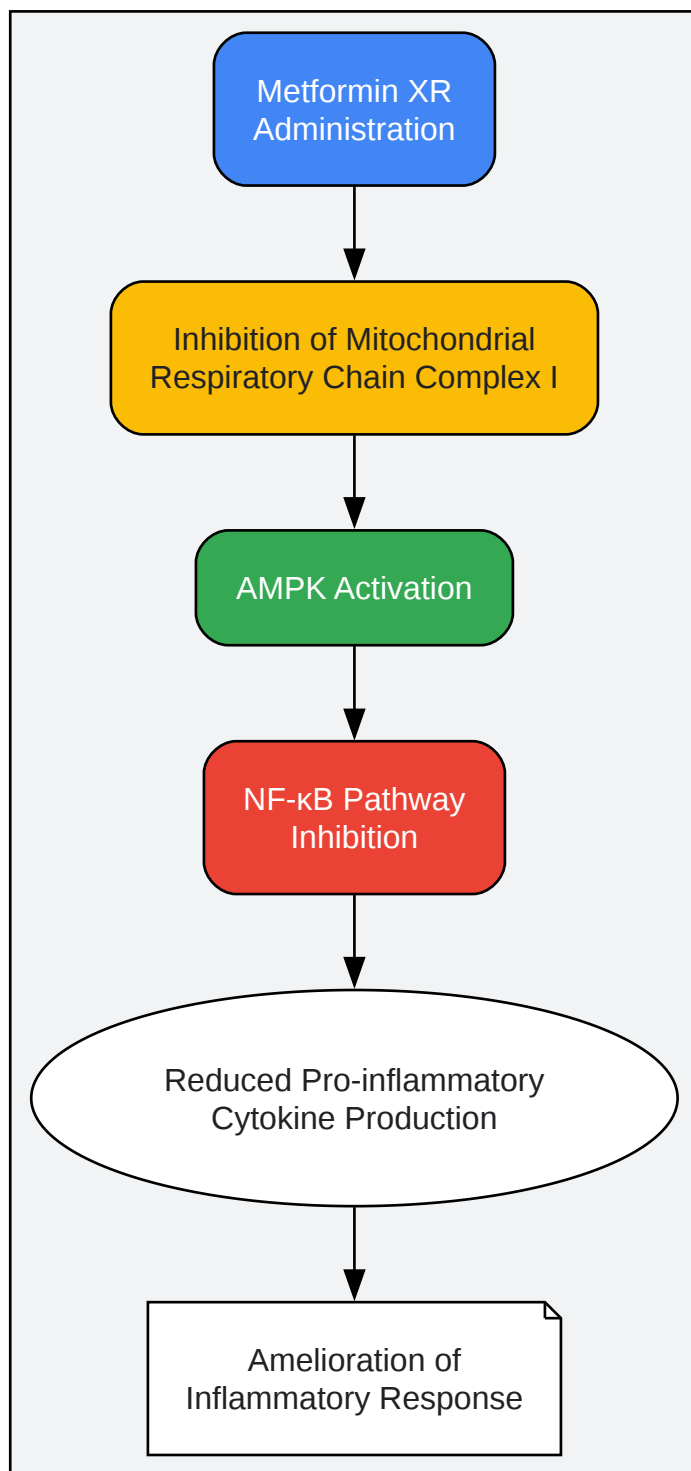 Metformin XR
Administration
Inhibition of Mitochondrial
Respiratory Chain Complex I
AMPK Activation
NF-κB Pathway
Inhibition
Reduced Pro-inflammatory
Cytokine Production
Amelioration of
Inflammatory Response